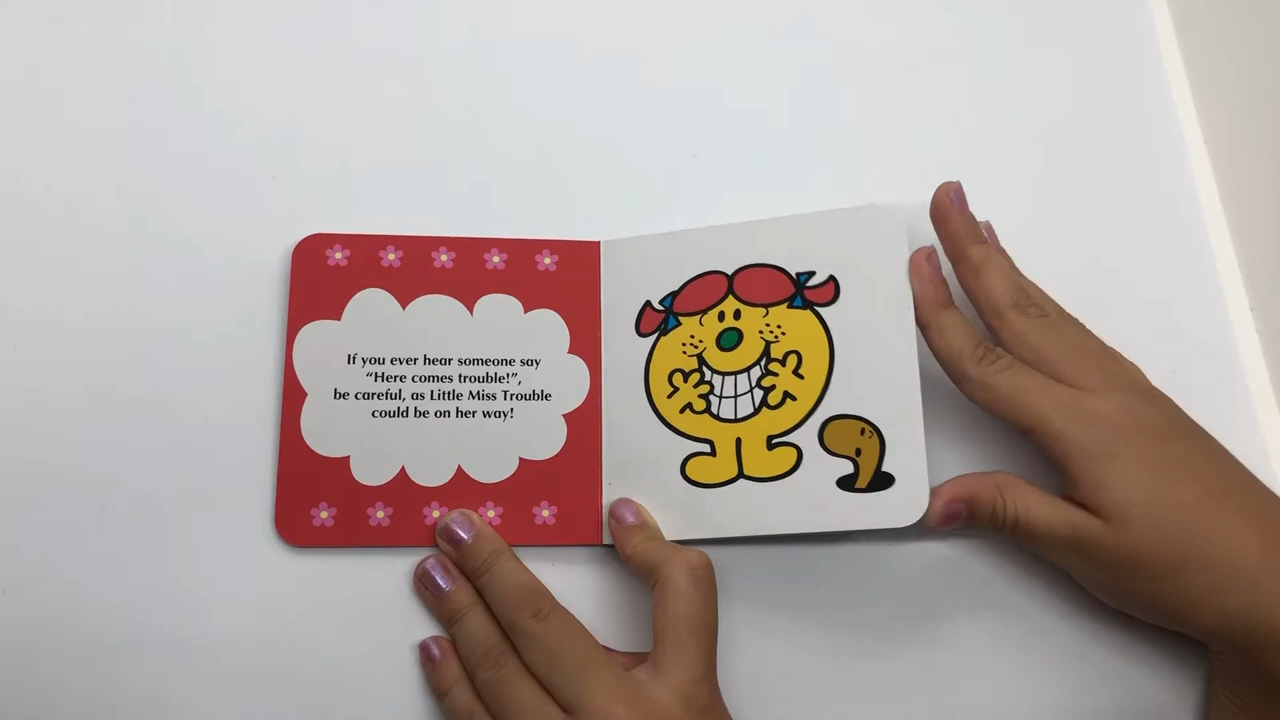 If you ever hear someone say
“Here comes trouble!”,
be careful, as Little Miss Trouble
could be on her way!